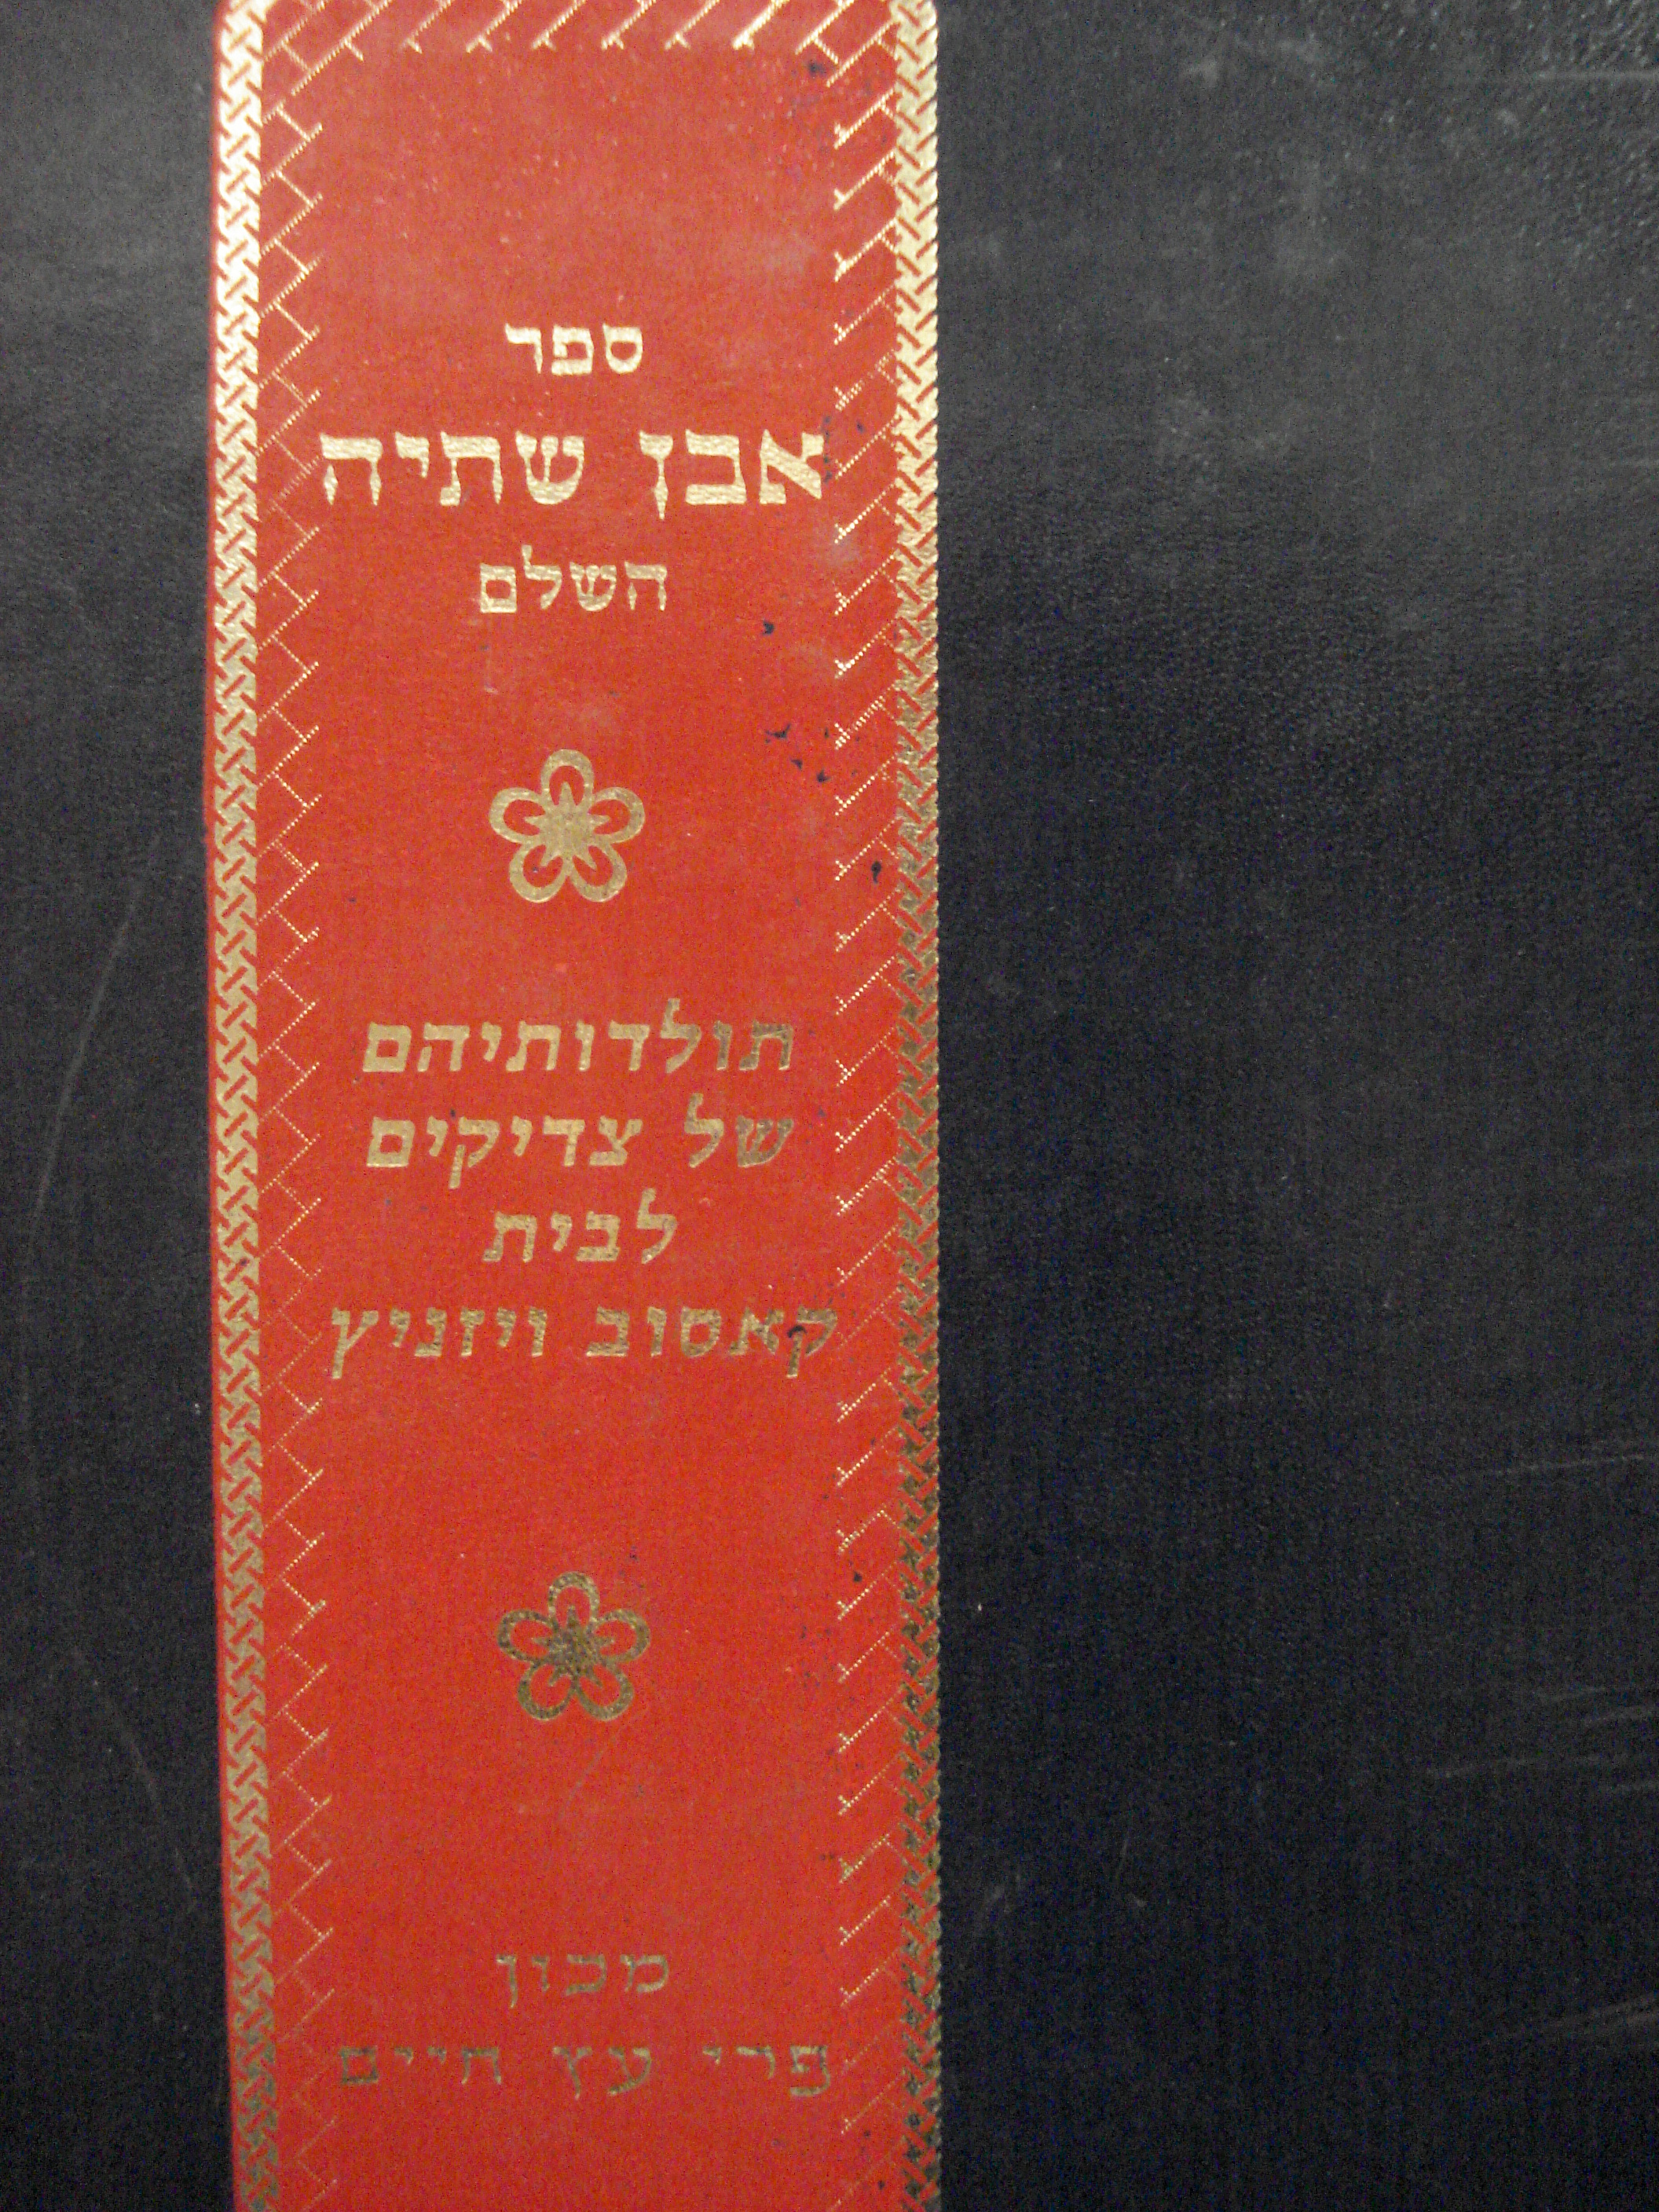 ספר
אבן שתיה
השלם
תולדותיהם
של צדיקים
לבית
קאסוב ויזניץ
מכון
פרי עץ חיים